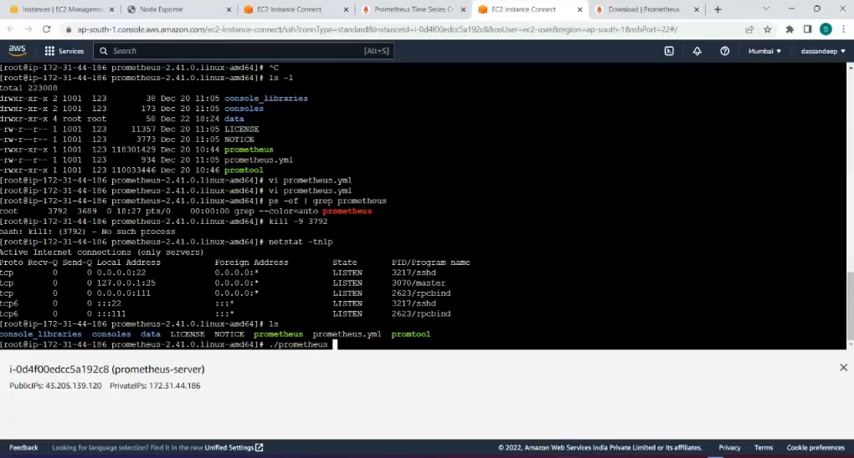 Instances | EC2 Manageme
Node Exporter
EC2 Instance Connect
Prometheus Time Series C
EC2 Instance Connect
Download | Prometheus
ap-south-1.console.aws.amazon.com/ec2-instance-connect/ssh?connType=standard&instanceId=i-0d4f00edcc5a192c8&osUser=ec2-user&region=ap-south-1&sshPort=22#/
aws Services Search [Alt+S] Mumbai dassandeep
[root@ip-172-31-44-186 prometheus-2.41.0.linux-amd64]# ^C
[root@ip-172-31-44-186 prometheus-2.41.0.linux-amd64]# ls -l
total 223008
drwxr-xr-x 2 1001 123 38 Dec 20 11:05 console_libraries
drwxr-xr-x 2 1001 123 173 Dec 20 11:05 consoles
drwxr-xr-x 4 root root 58 Dec 22 18:24 data
-rw-r--r-- 1 1001 123 11357 Dec 20 11:05 LICENSE
-rw-r--r-- 1 1001 123 3773 Dec 20 11:05 NOTICE
-rwxr-xr-x 1 1001 123 118301429 Dec 20 10:44 prometheus
-rw-r--r-- 1 1001 123 934 Dec 20 11:05 prometheus.yml
-rwxr-xr-x 1 1001 123 110033446 Dec 20 10:46 promtool
[root@ip-172-31-44-186 prometheus-2.41.0.linux-amd64]# vi prometheus.yml
[root@ip-172-31-44-186 prometheus-2.41.0.linux-amd64]# vi prometheus.yml
[root@ip-172-31-44-186 prometheus-2.41.0.linux-amd64]# ps -ef | grep prometheus
root 3792 3689 0 18:27 pts/0 00:00:00 grep --color=auto prometheus
[root@ip-172-31-44-186 prometheus-2.41.0.linux-amd64]# kill -9 3792
bash: kill: (3792) - No such process
[root@ip-172-31-44-186 prometheus-2.41.0.linux-amd64]# netstat -tnlp
Active Internet connections (only servers)
Proto Recv-Q Send-Q Local Address Foreign Address State PID/Program name
tcp 0 0 0.0.0.0:22 0.0.0.0:* LISTEN 3217/sshd
tcp 0 0 127.0.0.1:25 0.0.0.0:* LISTEN 3070/master
tcp 0 0 0.0.0.0:111 0.0.0.0:* LISTEN 2623/rpcbind
tcp6 0 0 :::22 :::* LISTEN 3217/sshd
tcp6 0 0 :::111 :::* LISTEN 2623/rpcbind
[root@ip-172-31-44-186 prometheus-2.41.0.linux-amd64]# ls
console_libraries consoles data LICENSE NOTICE prometheus prometheus.yml promtool
[root@ip-172-31-44-186 prometheus-2.41.0.linux-amd64]# ./prometheus
i-0d4f00edcc5a192c8 (prometheus-server)
PublicIPs: 43.205.139.120 PrivateIPs: 172.31.44.186
Feedback Looking for language selection? Find it in the new Unified Settings © 2022, Amazon Web Services India Private Limited or its affiliates. Privacy Terms Cookie preferences